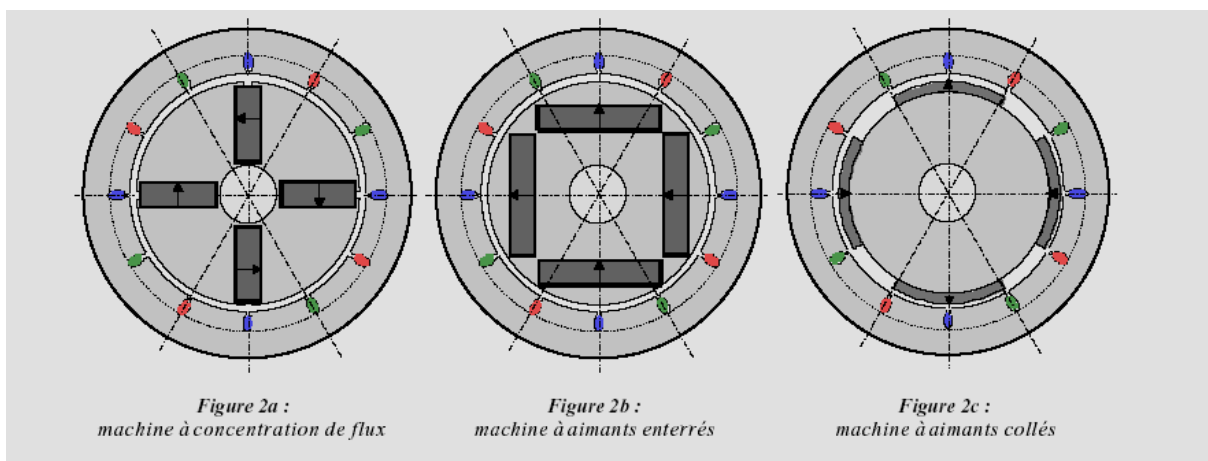 Figure 2a :
machine à concentration de flux
Figure 2b :
machine à aimants enterrés
Figure 2c :
machine à aimants collés